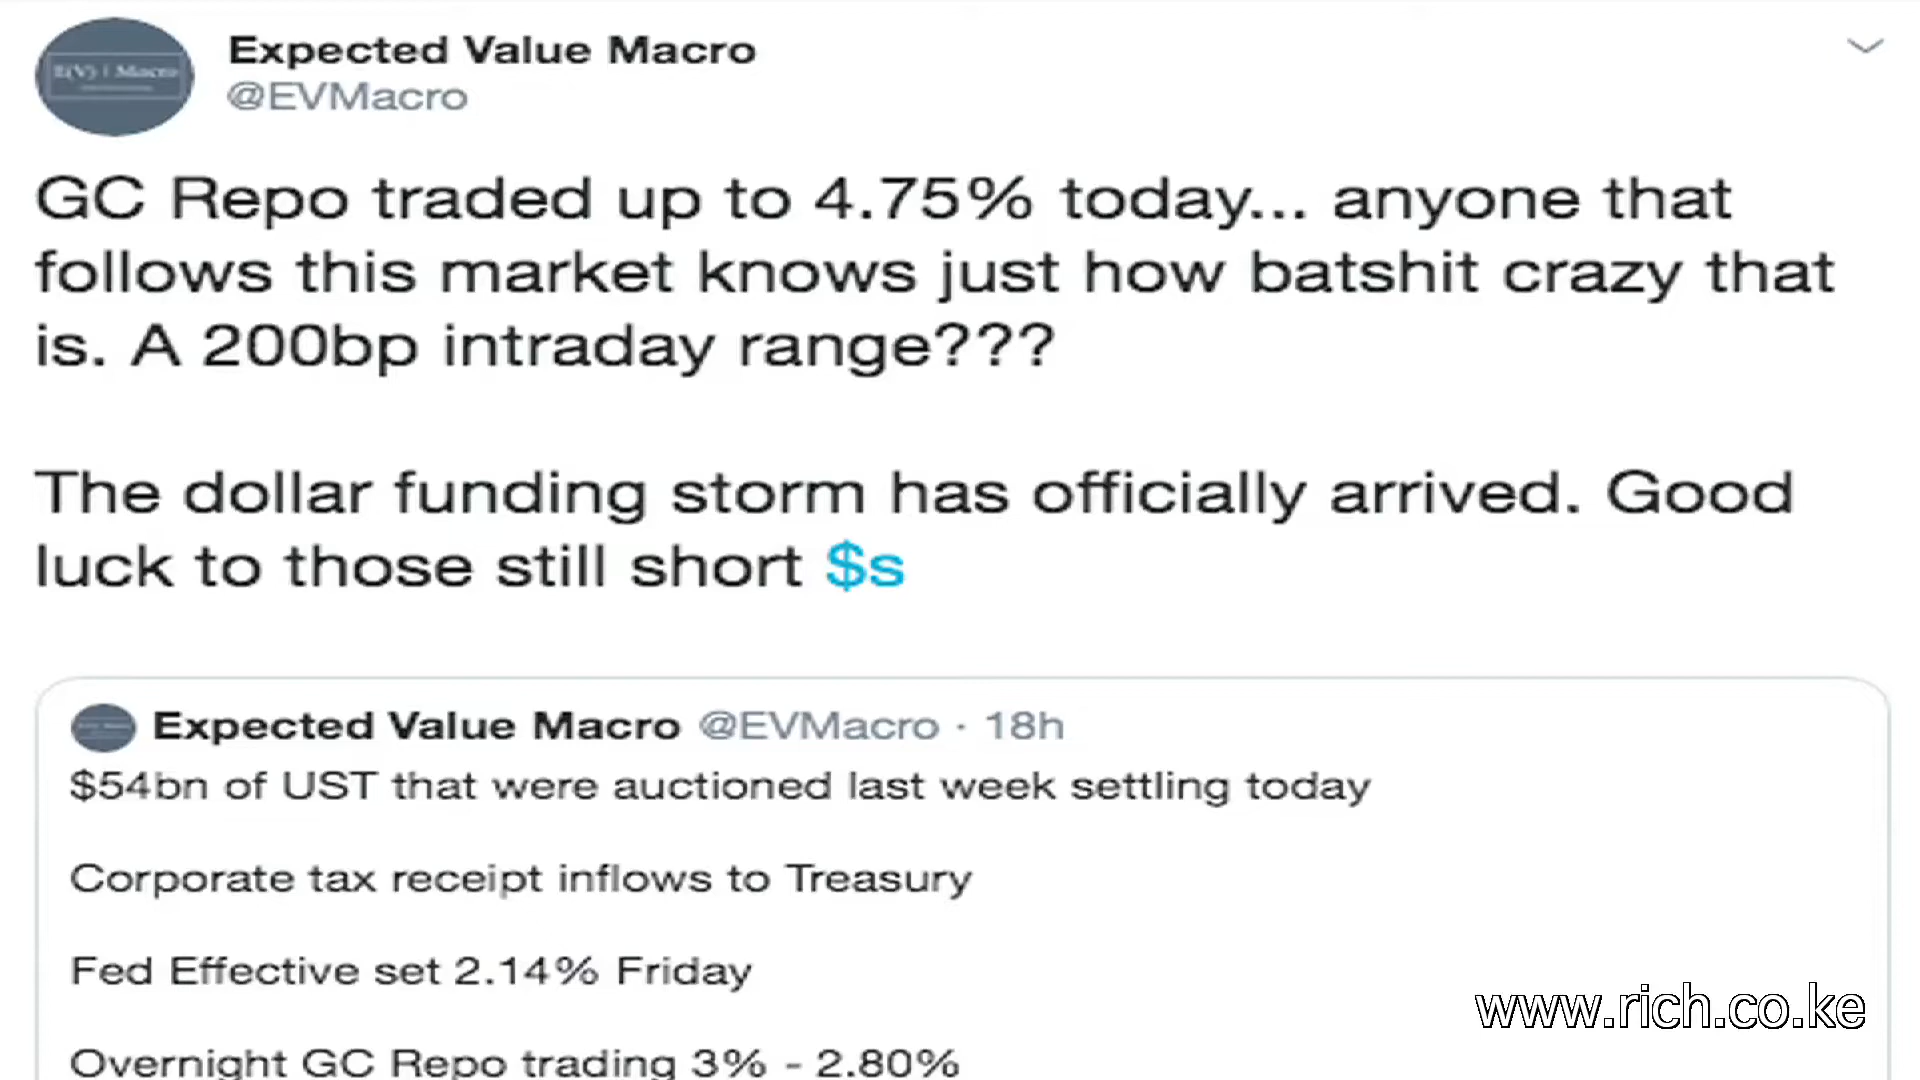 E(V) | Macro
Expected Value Macro
@EVMacro
GC Repo traded up to 4.75% today... anyone that
follows this market knows just how batshit crazy that
is. A 200bp intraday range???
The dollar funding storm has officially arrived. Good
luck to those still short $s
Expected Value Macro @EVMacro · 18h
$54bn of UST that were auctioned last week settling today
Corporate tax receipt inflows to Treasury
Fed Effective set 2.14% Friday
Overnight GC Repo trading 3% - 2.80%
www.rich.co.ke